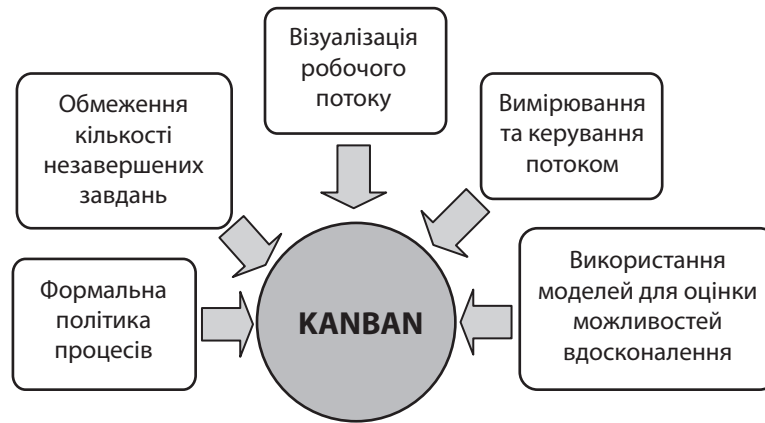 Візуалізація
робочого
потоку
Обмеження
кількості
незавершених
завдань
Вимірювання
та керування
потоком
Формальна
політика
процесів
KANBAN
Використання
моделей для оцінки
можливостей
вдосконалення